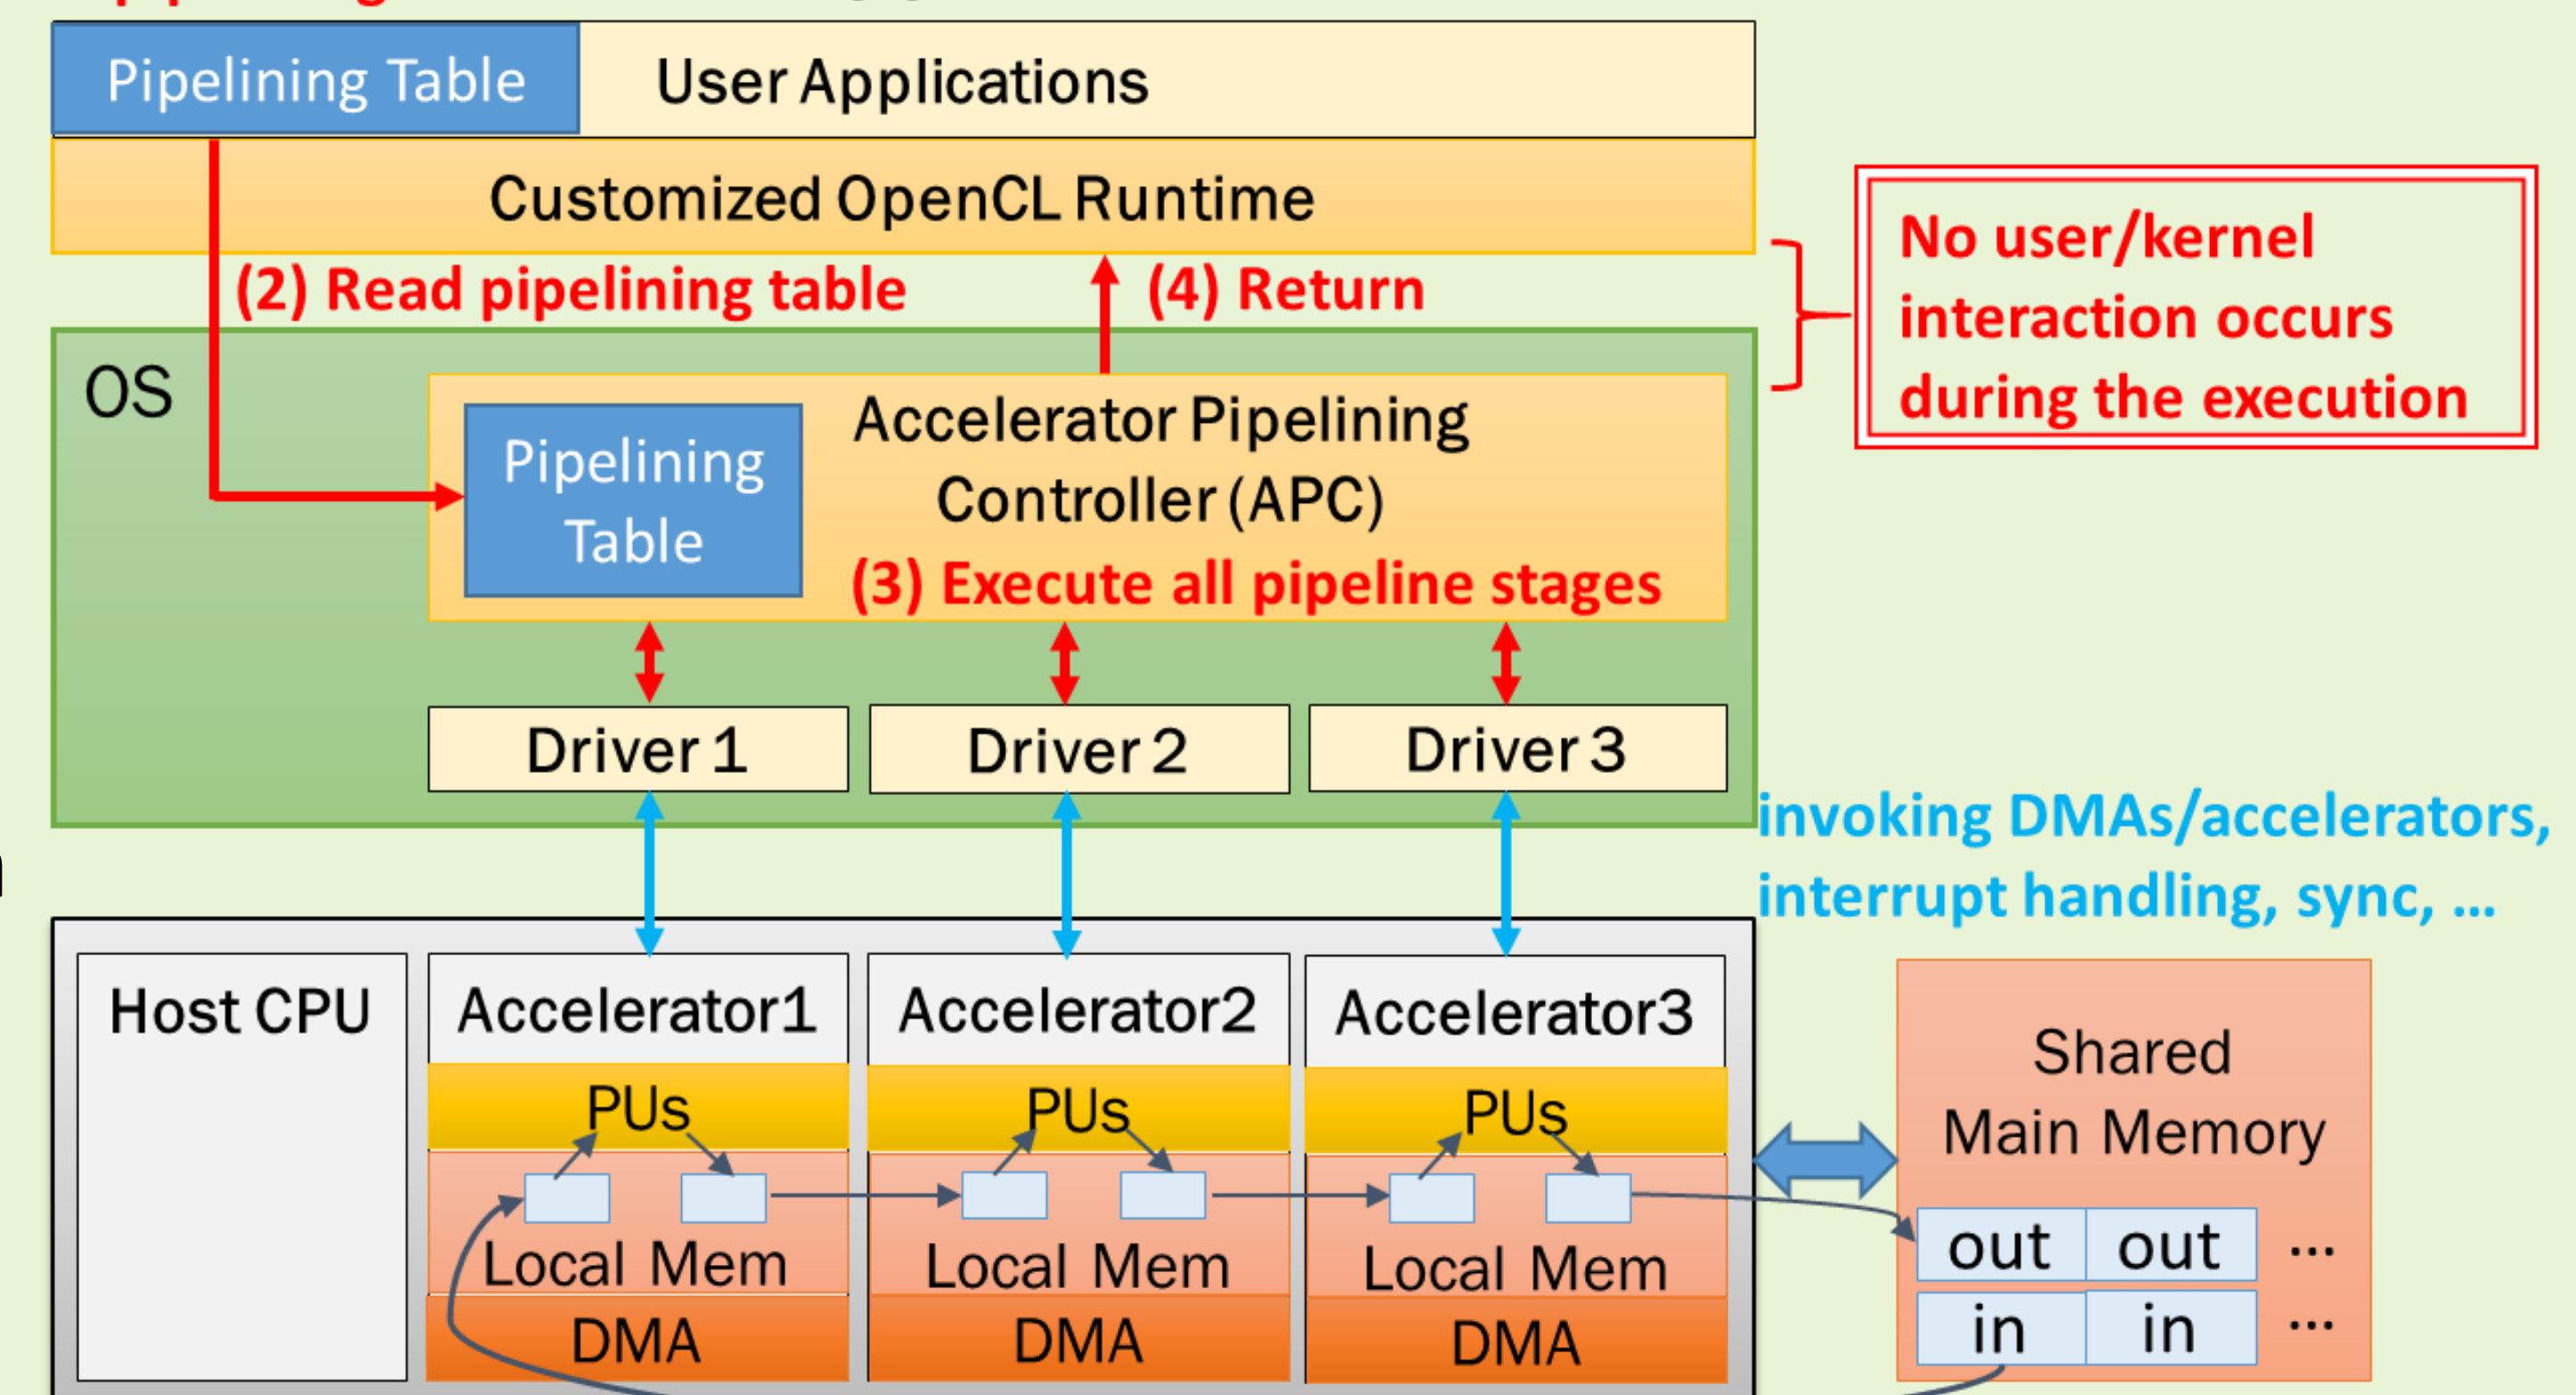 Pipelining Table
User Applications
Customized OpenCL Runtime
(2) Read pipelining table
(4) Return
No user/kernel
interaction occurs
during the execution
OS
Pipelining
Table
Accelerator Pipelining
Controller (APC)
(3) Execute all pipeline stages
Driver 1
Driver 2
Driver 3
invoking DMAs/accelerators,
interrupt handling, sync, ...
Host CPU
Accelerator1
Accelerator2
Accelerator3
PUs
PUs
PUs
Local Mem
Local Mem
Local Mem
DMA
DMA
DMA
Shared
Main Memory
out out ...
in in ...